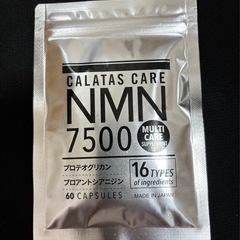 CALATAS CARE
NMN
7500
MULTI
CARE
SUPPLEMENT
プロテオグリカン
プロアントシアニジン
16 TYPES
of ingredients
60 CAPSULES
MADE IN JAPAN